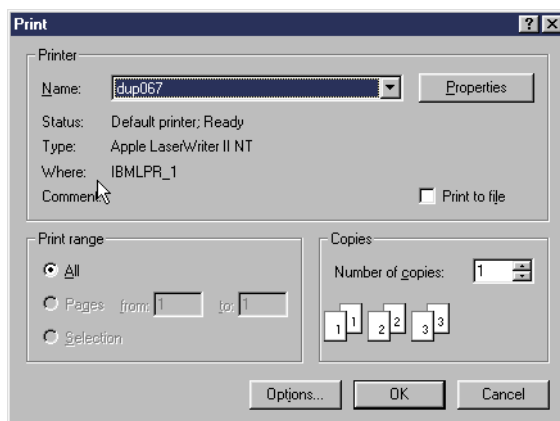 Print
Printer
Name: dup067 Properties
Status: Default printer; Ready
Type: Apple LaserWriter II NT
Where: IBMLPR_1
Comment: Print to file
Print range
All
Pages from: 1 to: 1
Selection
Copies
Number of copies: 1
1 1 2 2 3 3
Options... OK Cancel